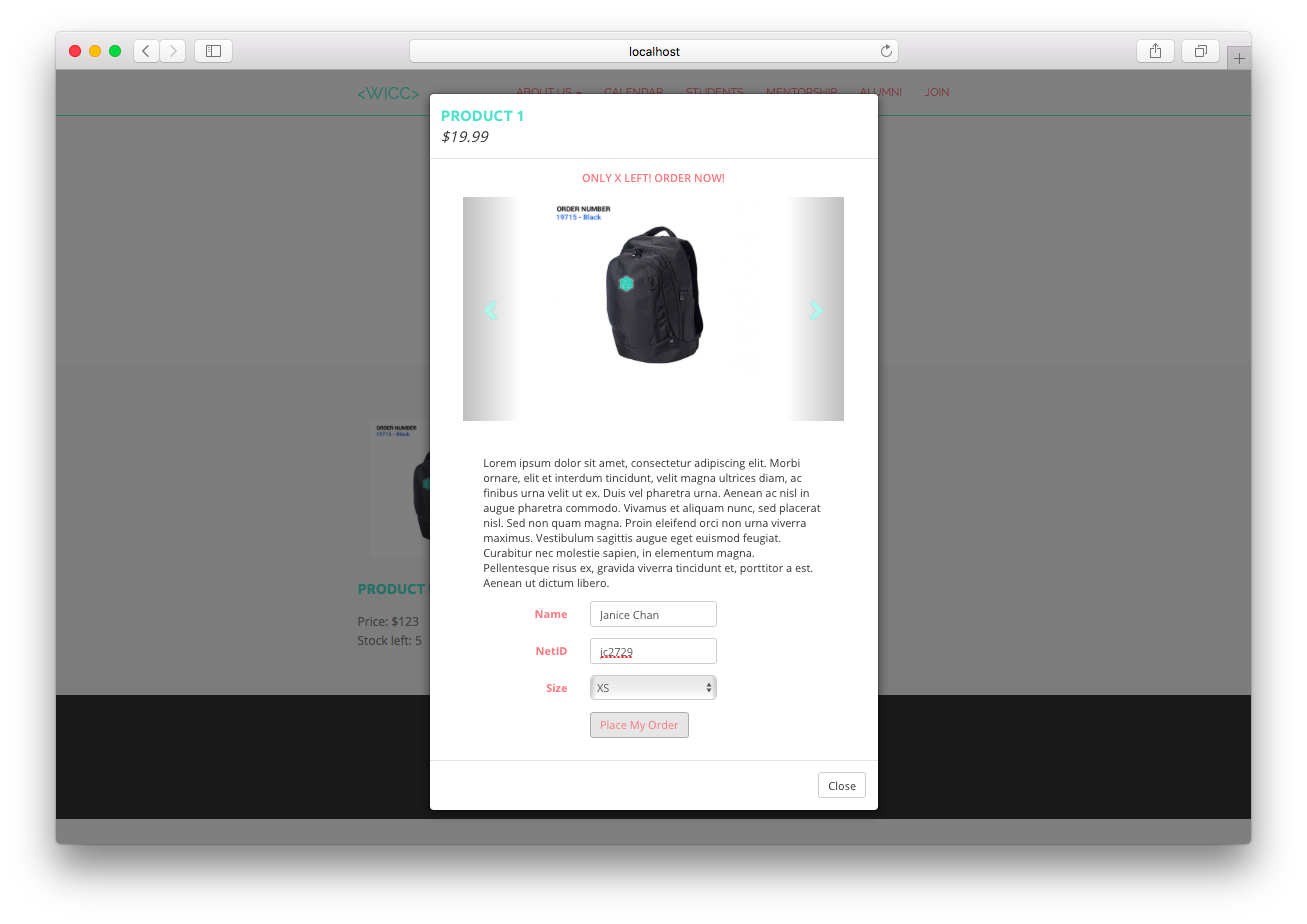 localhost
<WICC>
ABOUT US CALENDAR STUDENTS MENTORSHIP ALUMNI JOIN
PRODUCT 1
$19.99
ONLY X LEFT! ORDER NOW!
ORDER NUMBER
19715 - Black
ORDER NUMBER
19715 - Black
PRODUCT
Price: $123
Stock left: 5
Lorem ipsum dolor sit amet, consectetur adipiscing elit. Morbi
ornare, elit et interdum tincidunt, velit magna ultrices diam, ac
finibus urna velit ut ex. Duis vel pharetra urna. Aenean ac nisl in
augue pharetra commodo. Vivamus et aliquam nunc, sed placerat
nisl. Sed non quam magna. Proin eleifend orci non urna viverra
maximus. Vestibulum sagittis augue eget euismod feugiat.
Curabitur nec molestie sapien, in elementum magna.
Pellentesque risus ex, gravida viverra tincidunt et, porttitor a est.
Aenean ut dictum libero.
Name Janice Chan
NetID jc2729
Size XS
Place My Order
Close